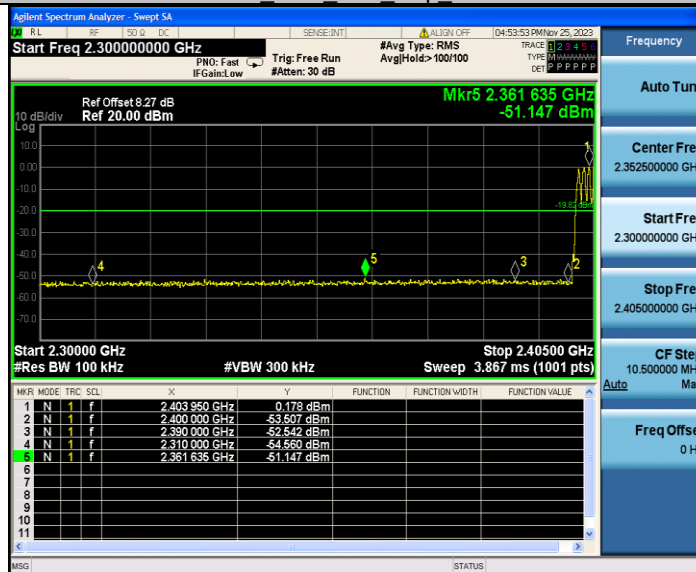 Agilent Spectrum Analyzer - Swept SA
RL RF 50 Ω DC SENSE:INT ALIGN OFF 04:53:53 PM Nov 25, 2023
Start Freq 2.300000000 GHz
PNO: Fast
IFGain:Low
Trig: Free Run
#Atten: 30 dB
#Avg Type: RMS
Avg|Hold:> 100/100
TRACE 1 2 3 4 5 6
TYPE M
DET P P P P P P
Ref Offset 8.27 dB
10 dB/div Ref 20.00 dBm
Log
Mkr5 2.361 635 GHz
-51.147 dBm
10.0
0.00
-10.0
-20.0
-30.0
-40.0
-50.0
-60.0
-70.0
1
-19.82 dBm
4
5
3
2
Start 2.30000 GHz Stop 2.40500 GHz
#Res BW 100 kHz #VBW 300 kHz Sweep 3.867 ms (1001 pts)
MKR MODE TRC SCL X Y FUNCTION FUNCTION WIDTH FUNCTION VALUE
1 N 1 f 2.403 950 GHz 0.178 dBm
2 N 1 f 2.400 000 GHz -53.507 dBm
3 N 1 f 2.390 000 GHz -52.542 dBm
4 N 1 f 2.310 000 GHz -54.560 dBm
5 N 1 f 2.361 635 GHz -51.147 dBm
6
7
8
9
10
11
MSG STATUS
Frequency
Auto Tun
Center Fre
2.352500000 GH
Start Fre
2.300000000 GH
Stop Fre
2.405000000 GH
CF Ste
10.500000 MH
Auto Ma
Freq Offse
0 H